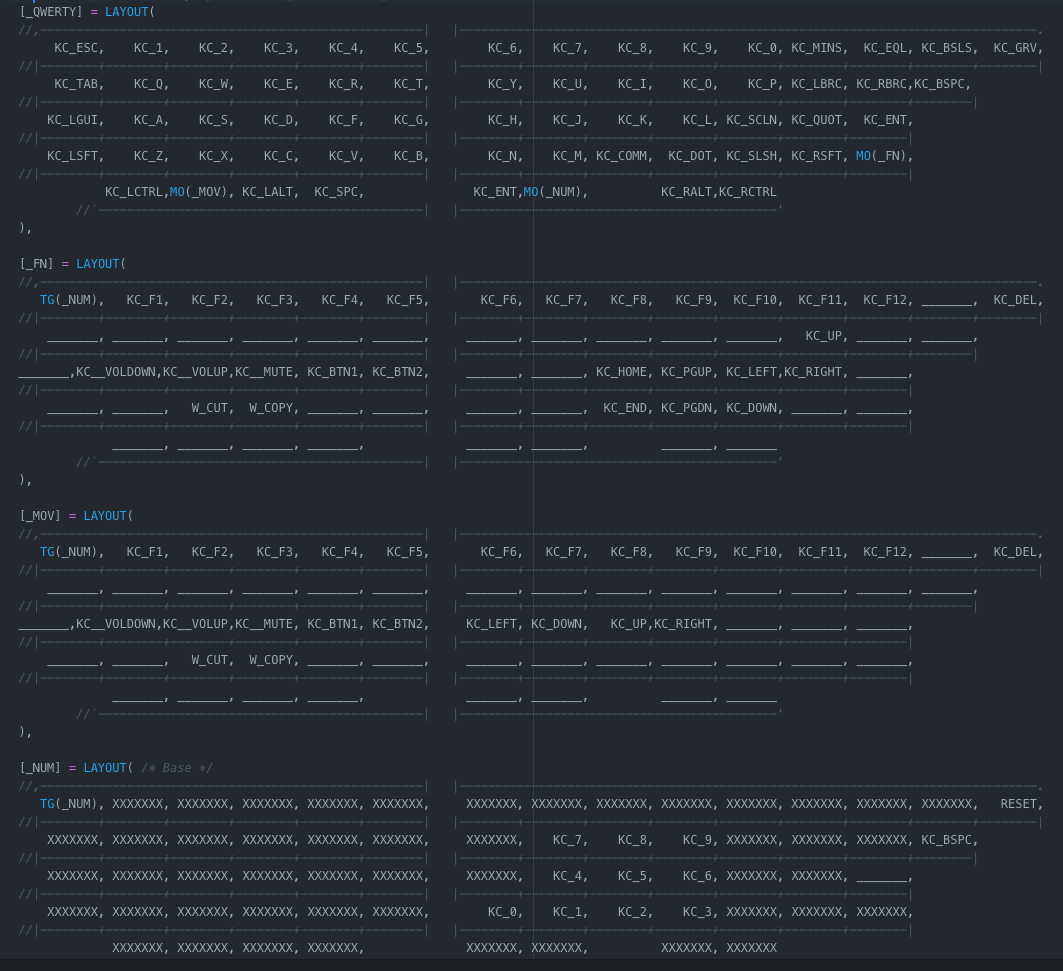 [_QWERTY] = LAYOUT(
//,-----------------------------------------------------|   |--------------------------------------------------------------------------------.
     KC_ESC,    KC_1,    KC_2,    KC_3,    KC_4,    KC_5,        KC_6,    KC_7,    KC_8,    KC_9,    KC_0, KC_MINS,  KC_EQL, KC_BSLS,  KC_GRV,
//|--------+--------+--------+--------+--------+--------|   |--------+--------+--------+--------+--------+--------+--------+--------+--------|
     KC_TAB,    KC_Q,    KC_W,    KC_E,    KC_R,    KC_T,        KC_Y,    KC_U,    KC_I,    KC_O,    KC_P, KC_LBRC, KC_RBRC,KC_BSPC,
//|--------+--------+--------+--------+--------+--------|   |--------+--------+--------+--------+--------+--------+--------+--------|
    KC_LGUI,    KC_A,    KC_S,    KC_D,    KC_F,    KC_G,        KC_H,    KC_J,    KC_K,    KC_L, KC_SCLN, KC_QUOT,  KC_ENT,
//|--------+--------+--------+--------+--------+--------|   |--------+--------+--------+--------+--------+--------+--------|
    KC_LSFT,    KC_Z,    KC_X,    KC_C,    KC_V,    KC_B,        KC_N,    KC_M, KC_COMM,  KC_DOT, KC_SLSH, KC_RSFT, MO(_FN),
//|--------+--------+--------+--------+--------+--------|   |--------+--------+--------+--------+--------+--------+--------|
            KC_LCTRL,MO(_MOV), KC_LALT,  KC_SPC,               KC_ENT,MO(_NUM),          KC_RALT,KC_RCTRL
        //`---------------------------------------------|   |--------------------------------------------'
),
[_FN] = LAYOUT(
//,-----------------------------------------------------|   |--------------------------------------------------------------------------------.
   TG(_NUM),   KC_F1,   KC_F2,   KC_F3,   KC_F4,   KC_F5,       KC_F6,   KC_F7,   KC_F8,   KC_F9,  KC_F10,  KC_F11,  KC_F12, _______,  KC_DEL,
//|--------+--------+--------+--------+--------+--------|   |--------+--------+--------+--------+--------+--------+--------+--------+--------|
    _______, _______, _______, _______, _______, _______,     _______, _______, _______, _______, _______,   KC_UP, _______, _______,
//|--------+--------+--------+--------+--------+--------|   |--------+--------+--------+--------+--------+--------+--------+--------|
_______,KC__VOLDOWN,KC__VOLUP,KC__MUTE, KC_BTN1, KC_BTN2,     _______, _______, KC_HOME, KC_PGUP, KC_LEFT,KC_RIGHT, _______,
//|--------+--------+--------+--------+--------+--------|   |--------+--------+--------+--------+--------+--------+--------|
    _______, _______,   W_CUT,  W_COPY, _______, _______,     _______, _______,  KC_END, KC_PGDN, KC_DOWN, _______, _______,
//|--------+--------+--------+--------+--------+--------|   |--------+--------+--------+--------+--------+--------+--------|
             _______, _______, _______, _______,              _______, _______,          _______, _______
        //`---------------------------------------------|   |--------------------------------------------'
),
[_MOV] = LAYOUT(
//,-----------------------------------------------------|   |--------------------------------------------------------------------------------.
   TG(_NUM),   KC_F1,   KC_F2,   KC_F3,   KC_F4,   KC_F5,       KC_F6,   KC_F7,   KC_F8,   KC_F9,  KC_F10,  KC_F11,  KC_F12, _______,  KC_DEL,
//|--------+--------+--------+--------+--------+--------|   |--------+--------+--------+--------+--------+--------+--------+--------+--------|
    _______, _______, _______, _______, _______, _______,     _______, _______, _______, _______, _______, _______, _______, _______,
//|--------+--------+--------+--------+--------+--------|   |--------+--------+--------+--------+--------+--------+--------+--------|
_______,KC__VOLDOWN,KC__VOLUP,KC__MUTE, KC_BTN1, KC_BTN2,     KC_LEFT, KC_DOWN,   KC_UP,KC_RIGHT, _______, _______, _______,
//|--------+--------+--------+--------+--------+--------|   |--------+--------+--------+--------+--------+--------+--------|
    _______, _______,   W_CUT,  W_COPY, _______, _______,     _______, _______, _______, _______, _______, _______, _______,
//|--------+--------+--------+--------+--------+--------|   |--------+--------+--------+--------+--------+--------+--------|
             _______, _______, _______, _______,              _______, _______,          _______, _______
        //`---------------------------------------------|   |--------------------------------------------'
),
[_NUM] = LAYOUT( /* Base */
//,-----------------------------------------------------|   |--------------------------------------------------------------------------------.
   TG(_NUM), XXXXXXX, XXXXXXX, XXXXXXX, XXXXXXX, XXXXXXX,     XXXXXXX, XXXXXXX, XXXXXXX, XXXXXXX, XXXXXXX, XXXXXXX, XXXXXXX, XXXXXXX,   RESET,
//|--------+--------+--------+--------+--------+--------|   |--------+--------+--------+--------+--------+--------+--------+--------+--------|
    XXXXXXX, XXXXXXX, XXXXXXX, XXXXXXX, XXXXXXX, XXXXXXX,     XXXXXXX,    KC_7,    KC_8,    KC_9, XXXXXXX, XXXXXXX, XXXXXXX, KC_BSPC,
//|--------+--------+--------+--------+--------+--------|   |--------+--------+--------+--------+--------+--------+--------+--------|
    XXXXXXX, XXXXXXX, XXXXXXX, XXXXXXX, XXXXXXX, XXXXXXX,     XXXXXXX,    KC_4,    KC_5,    KC_6, XXXXXXX, XXXXXXX, _______,
//|--------+--------+--------+--------+--------+--------|   |--------+--------+--------+--------+--------+--------+--------|
    XXXXXXX, XXXXXXX, XXXXXXX, XXXXXXX, XXXXXXX, XXXXXXX,        KC_0,    KC_1,    KC_2,    KC_3, XXXXXXX, XXXXXXX, XXXXXXX,
//|--------+--------+--------+--------+--------+--------|   |--------+--------+--------+--------+--------+--------+--------|
             XXXXXXX, XXXXXXX, XXXXXXX, XXXXXXX,              XXXXXXX, XXXXXXX,          XXXXXXX, XXXXXXX